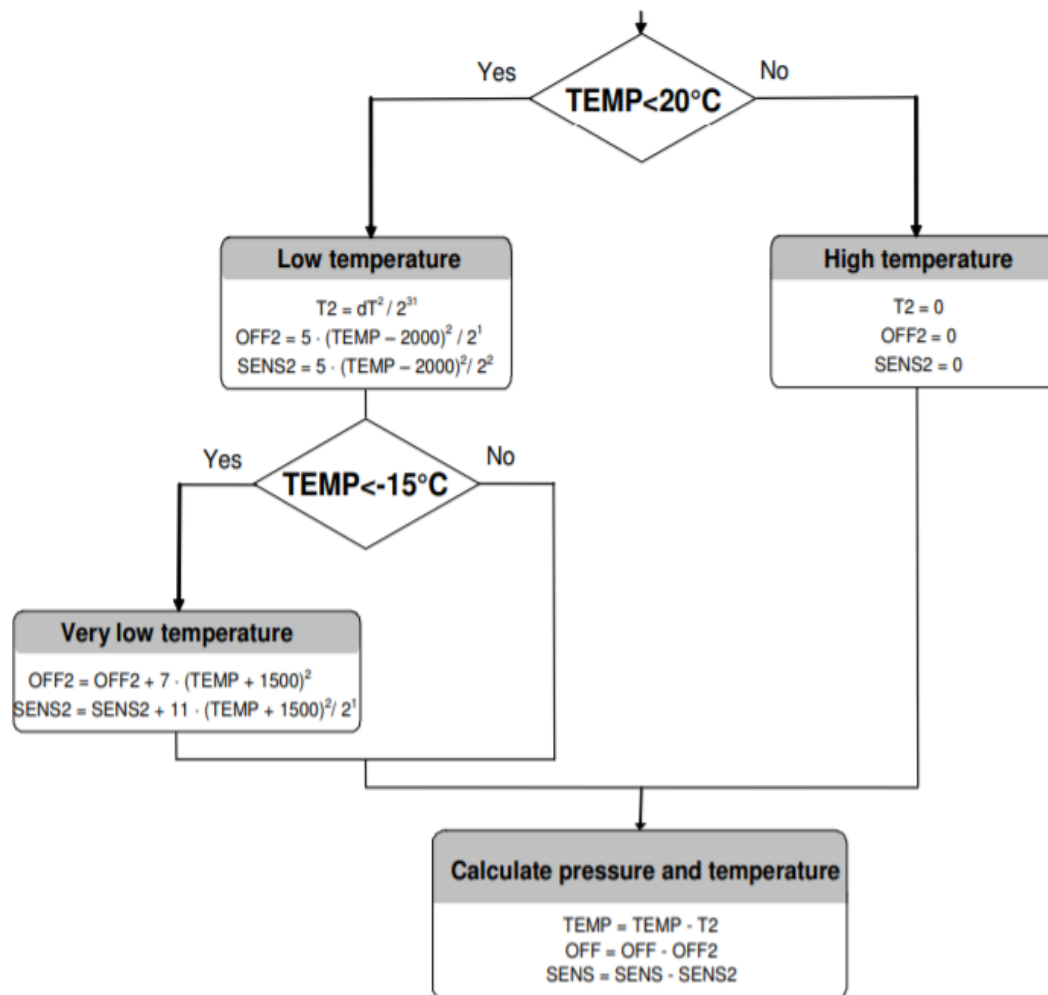 Yes
No
TEMP<20°C
Low temperature
T2 = dT² / 2³¹
OFF2 = 5 · (TEMP – 2000)² / 2¹
SENS2 = 5 · (TEMP – 2000)² / 2²
High temperature
T2 = 0
OFF2 = 0
SENS2 = 0
Yes
No
TEMP<-15°C
Very low temperature
OFF2 = OFF2 + 7 · (TEMP + 1500)²
SENS2 = SENS2 + 11 · (TEMP + 1500)² / 2¹
Calculate pressure and temperature
TEMP = TEMP - T2
OFF = OFF - OFF2
SENS = SENS - SENS2